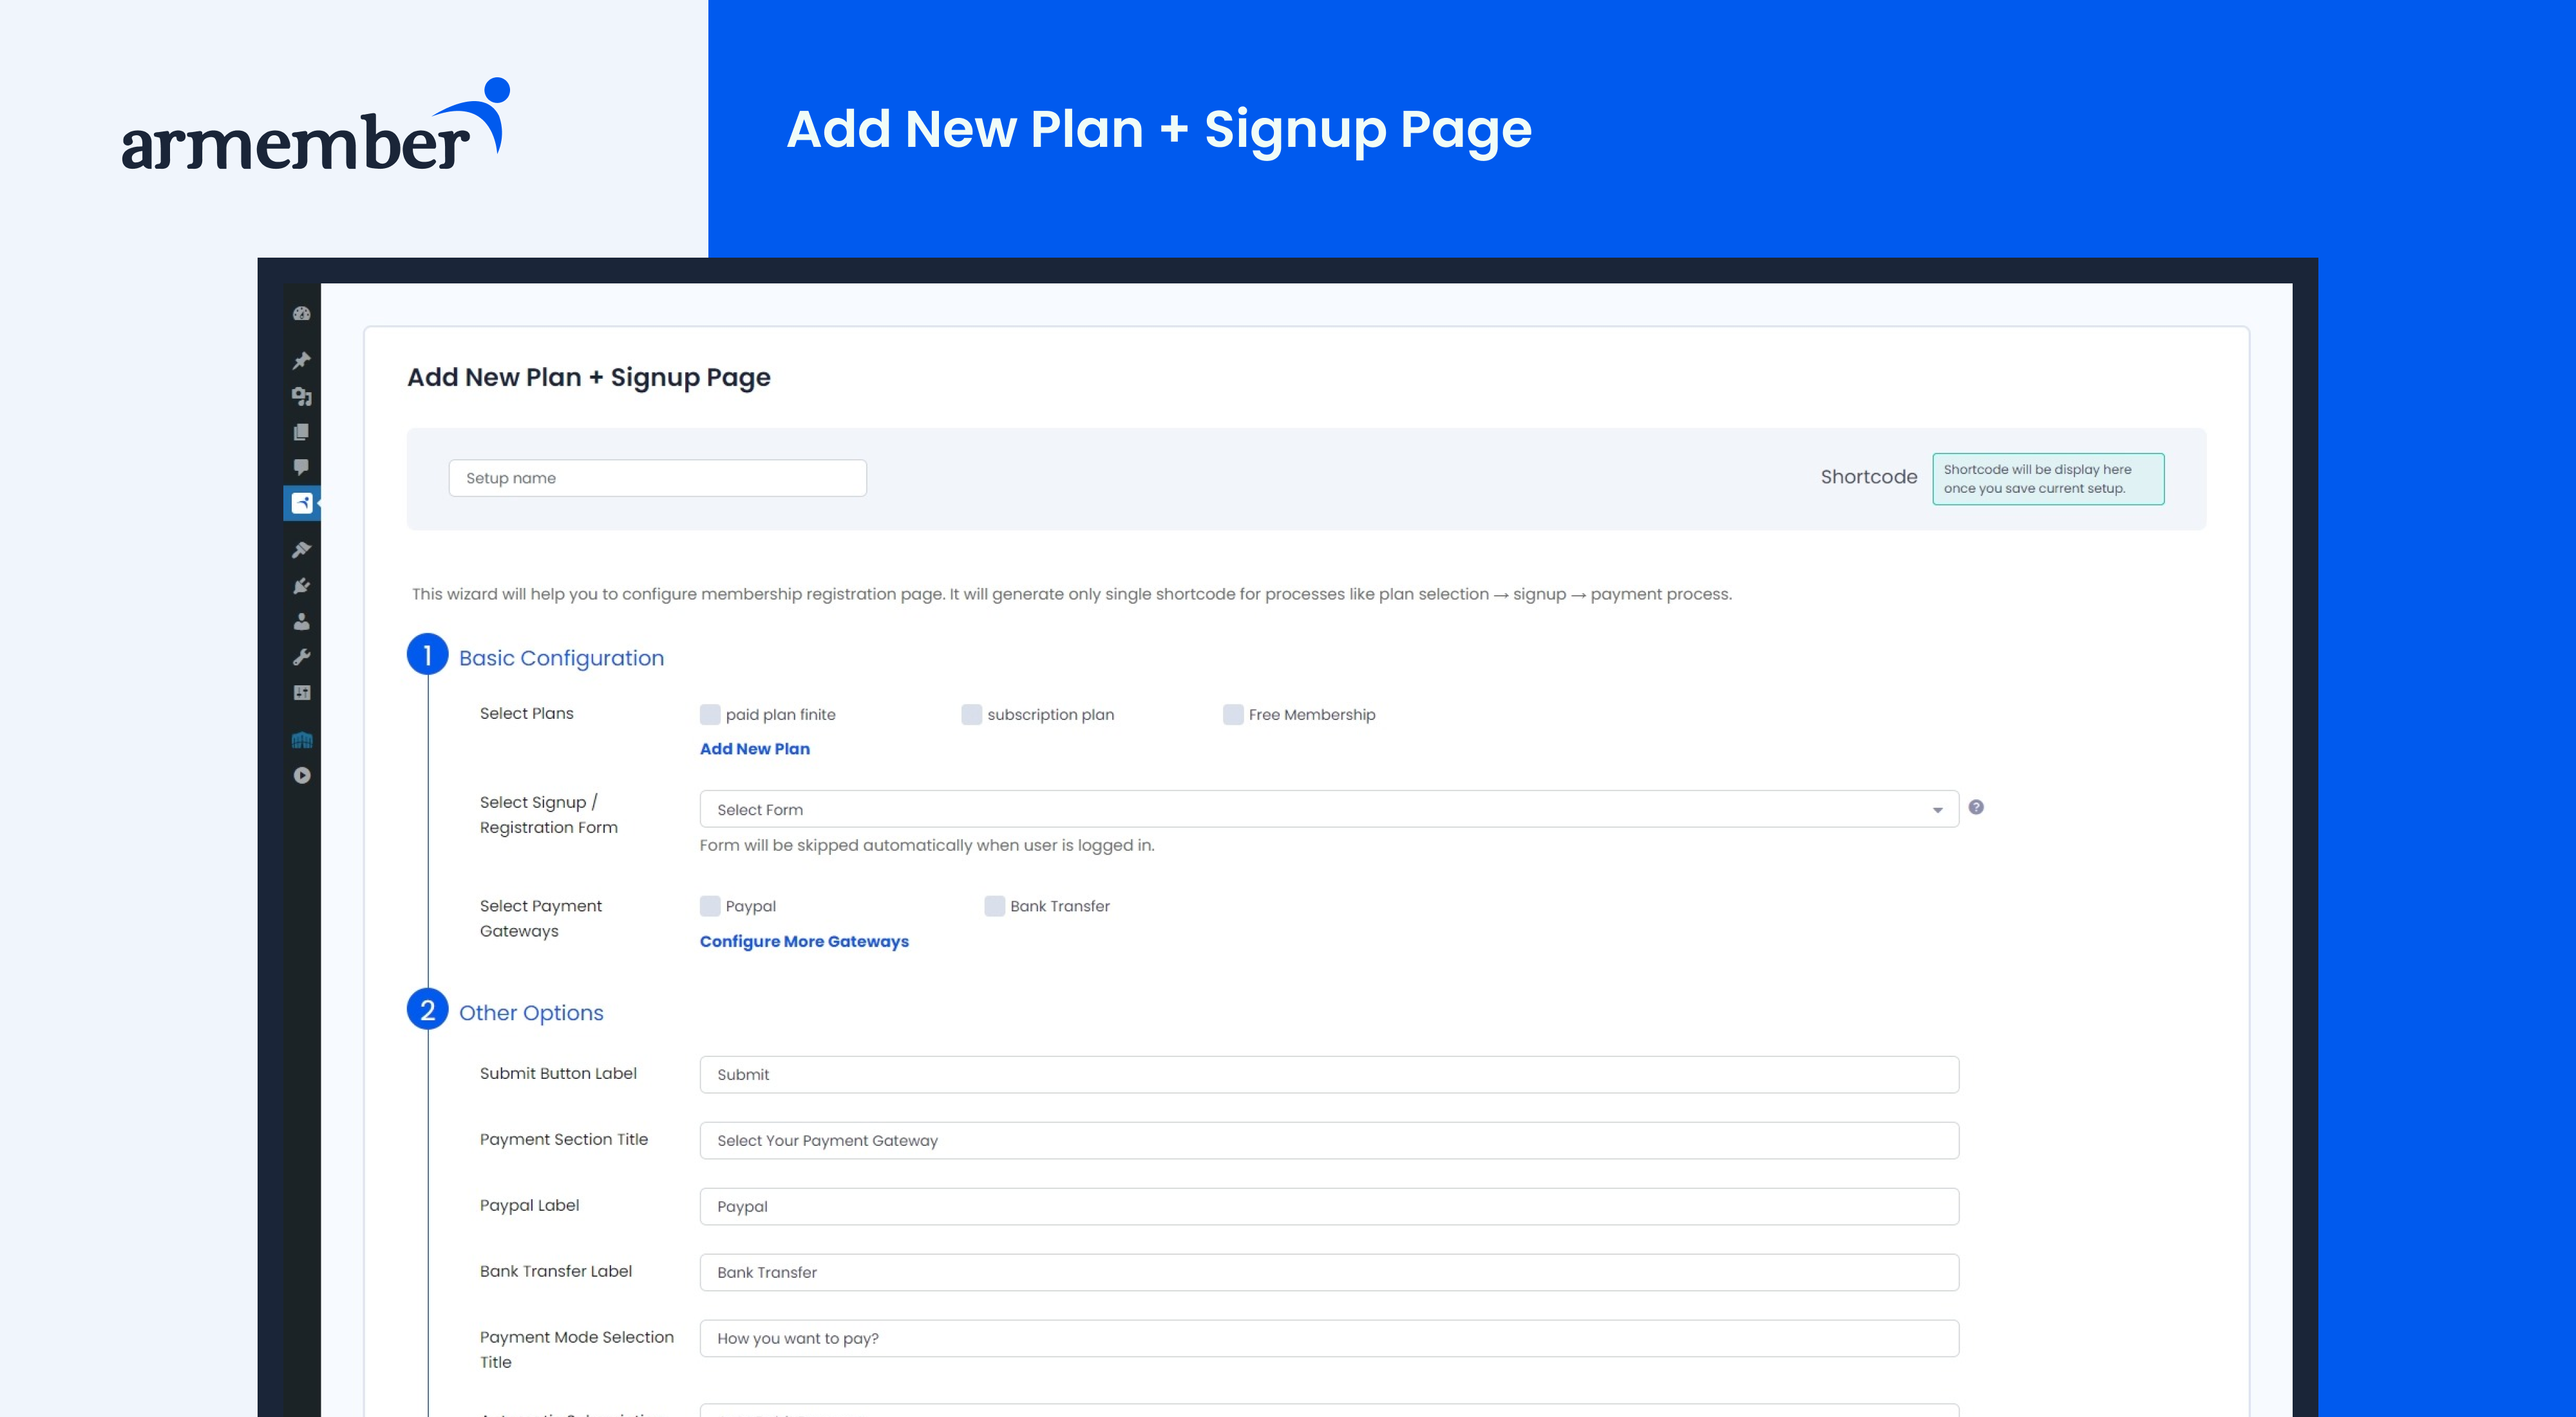 armember
Add New Plan + Signup Page
Add New Plan + Signup Page
Setup name
Shortcode
Shortcode will be display here
once you save current setup.
This wizard will help you to configure membership registration page. It will generate only single shortcode for processes like plan selection → signup → payment process.
1 Basic Configuration
Select Plans
paid plan finite
subscription plan
Free Membership
Add New Plan
Select Signup /
Registration Form
Select Form
?
Form will be skipped automatically when user is logged in.
Select Payment
Gateways
Paypal
Bank Transfer
Configure More Gateways
2 Other Options
Submit Button Label
Submit
Payment Section Title
Select Your Payment Gateway
Paypal Label
Paypal
Bank Transfer Label
Bank Transfer
Payment Mode Selection
Title
How you want to pay?